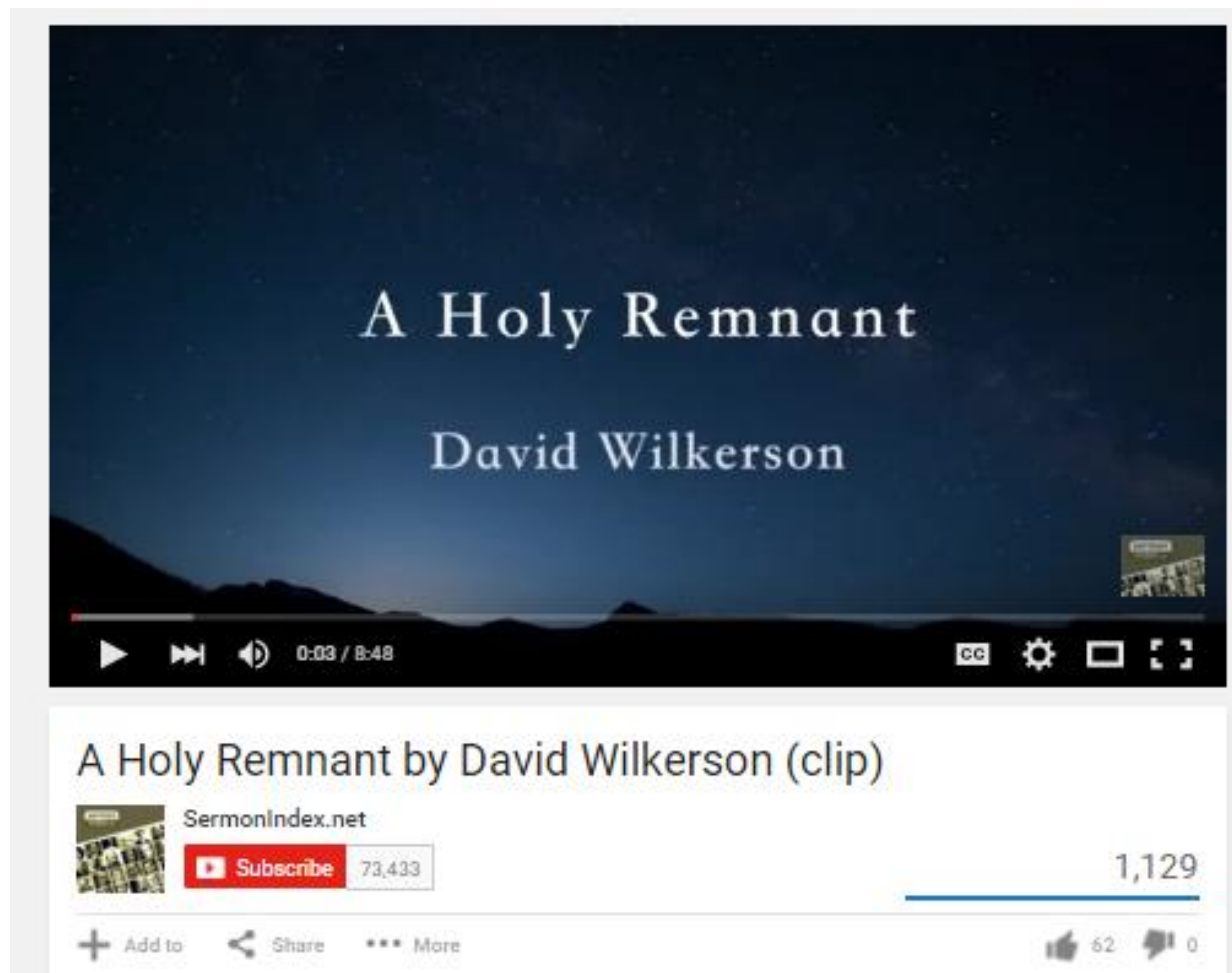 A Holy Remnant
David Wilkerson
0:03 / 8:48
CC
A Holy Remnant by David Wilkerson (clip)
SermonIndex.net
Subscribe 73,433
1,129
Add to Share More 62 0